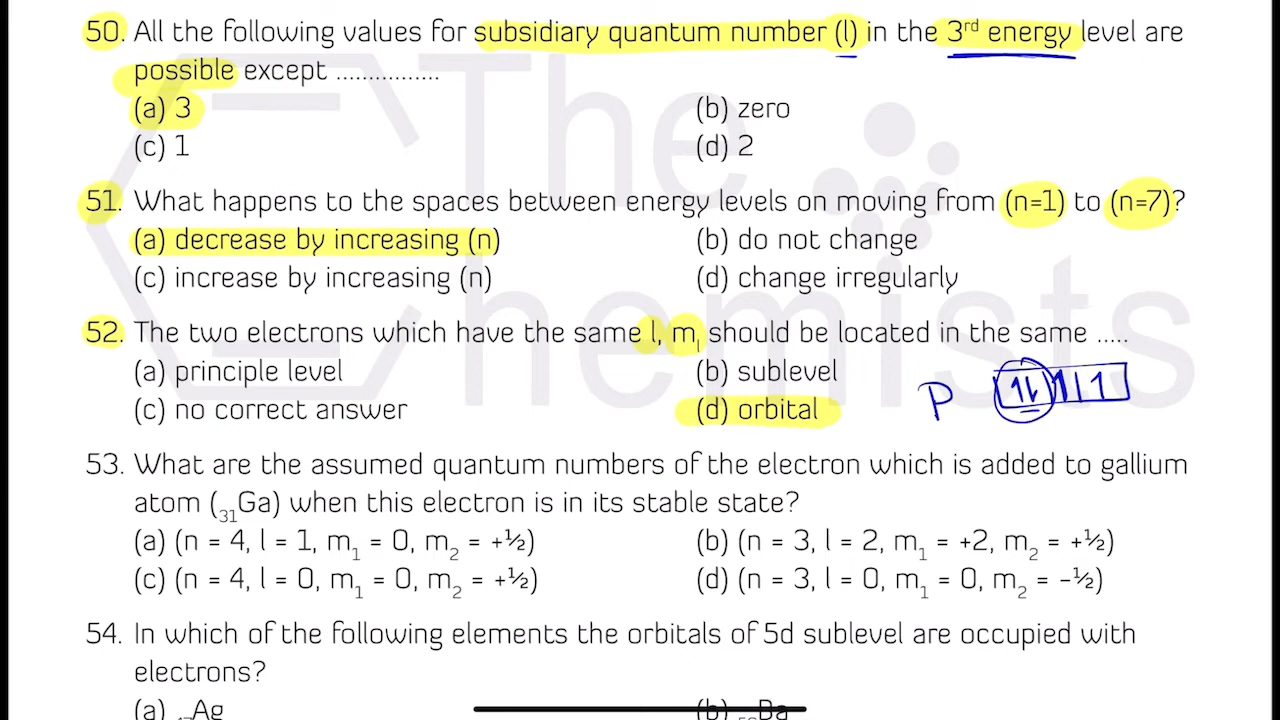 50. All the following values for subsidiary quantum number (l) in the 3rd energy level are
possible except ................
(a) 3 (b) zero
(c) 1 (d) 2
51. What happens to the spaces between energy levels on moving from (n=1) to (n=7)?
(a) decrease by increasing (n) (b) do not change
(c) increase by increasing (n) (d) change irregularly
52. The two electrons which have the same l, ml should be located in the same .....
(a) principle level (b) sublevel
(c) no correct answer (d) orbital
P
53. What are the assumed quantum numbers of the electron which is added to gallium
atom (31Ga) when this electron is in its stable state?
(a) (n = 4, l = 1, m1 = 0, m2 = +½) (b) (n = 3, l = 2, m1 = +2, m2 = +½)
(c) (n = 4, l = 0, m1 = 0, m2 = +½) (d) (n = 3, l = 0, m1 = 0, m2 = -½)
54. In which of the following elements the orbitals of 5d sublevel are occupied with
electrons?
(a) 47Ag (b) 56Ba
The
Chemists